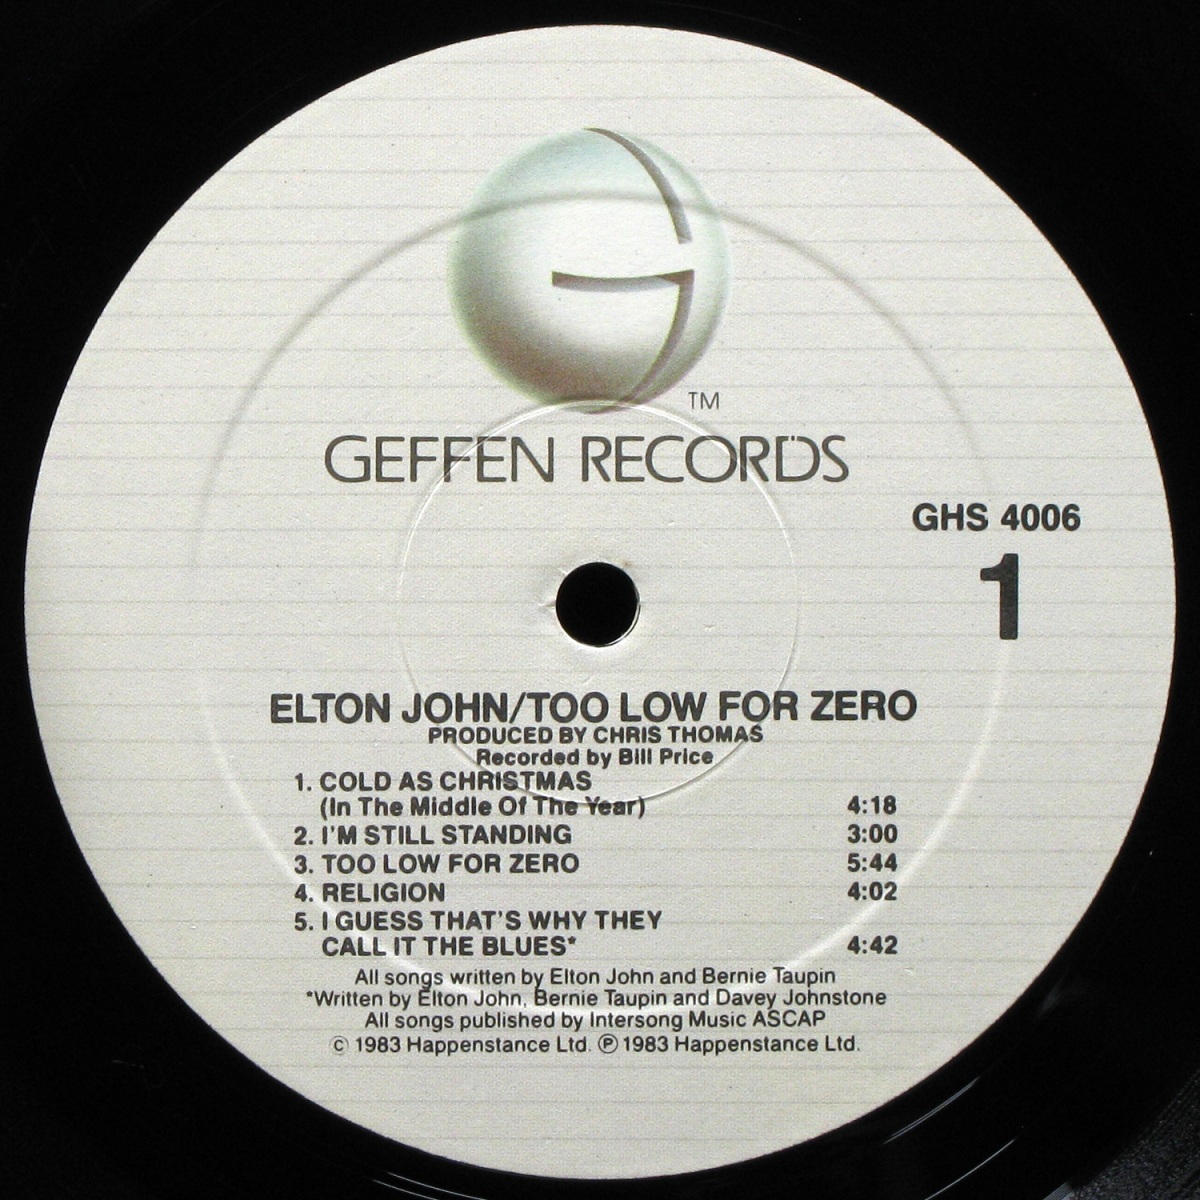 TM
GEFFEN RECORDS
GHS 4006
1
ELTON JOHN/TOO LOW FOR ZERO
PRODUCED BY CHRIS THOMAS
Recorded by Bill Price
1. COLD AS CHRISTMAS
(In The Middle Of The Year) 4:18
2. I'M STILL STANDING 3:00
3. TOO LOW FOR ZERO 5:44
4. RELIGION 4:02
5. I GUESS THAT'S WHY THEY
CALL IT THE BLUES* 4:42
All songs written by Elton John and Bernie Taupin
*Written by Elton John, Bernie Taupin and Davey Johnstone
All songs published by Intersong Music ASCAP
© 1983 Happenstance Ltd. ℗ 1983 Happenstance Ltd.